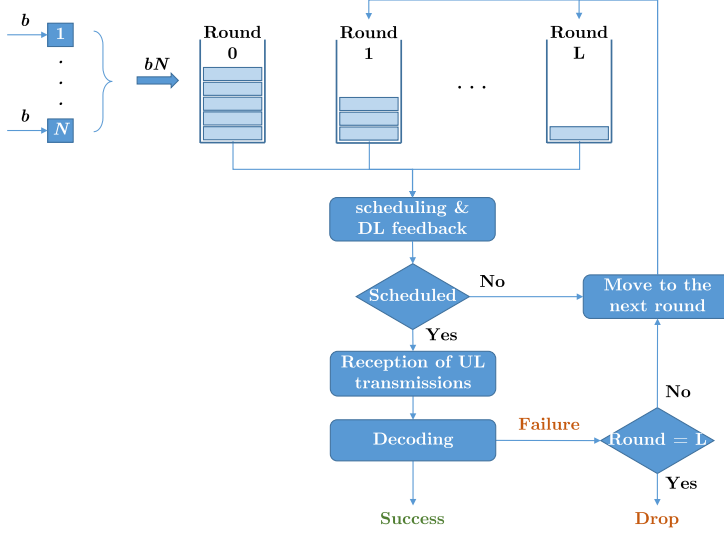 b
1
.
.
.
b
N
bN
Round
0
Round
1
. . .
Round
L
scheduling &
DL feedback
Scheduled
No
Move to the
next round
Yes
Reception of UL
transmissions
No
Decoding
Failure
Round = L
Yes
Success
Drop